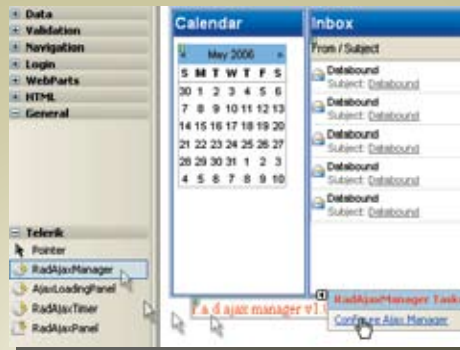 Data
Validation
Navigation
Login
WebParts
HTML
General
Telerik
Pointer
RadAjaxManager
AjaxLoadingPanel
RadAjaxTimer
RadAjaxPanel
Calendar
May 2006
S M T W T F S
30 1 2 3 4 5 6
7 8 9 10 11 12 13
14 15 16 17 18 19 20
21 22 23 24 25 26 27
28 29 30 31 1 2 3
4 5 6 7 8 9 10
Inbox
From / Subject
Databound
Subject: Databound
Databound
Subject: Databound
Databound
Subject: Databound
Databound
Subject: Databound
Databound
Subject: Databound
r a d ajax manager v1.
RadAjaxManager Tasks
Configure Ajax Manager